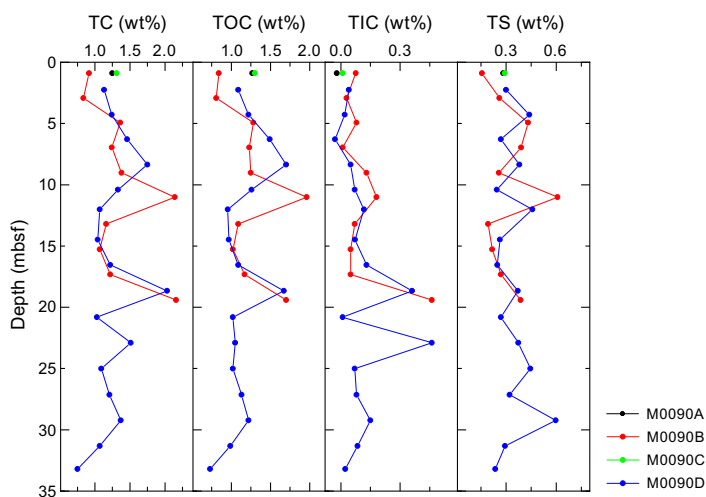 TC (wt%) TOC (wt%) TIC (wt%) TS (wt%)
1.0 1.5 2.0 1.0 1.5 2.0 0.0 0.3 0.3 0.6
0
5
10
15
20
25
30
35
Depth (mbsf)
M0090A
M0090B
M0090C
M0090D